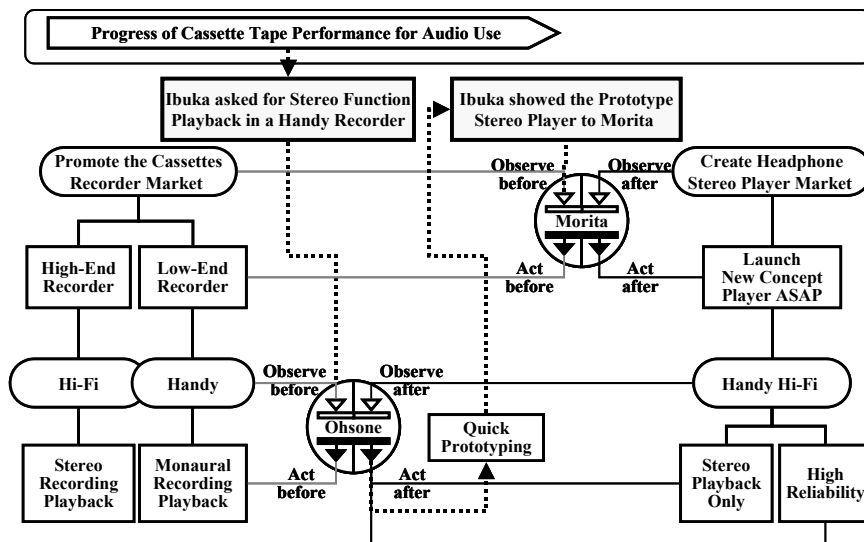 Progress of Cassette Tape Performance for Audio Use
Ibuka asked for Stereo Function
Playback in a Handy Recorder
Ibuka showed the Prototype
Stereo Player to Morita
Promote the Cassettes
Recorder Market
Observe
before
Observe
after
Create Headphone
Stereo Player Market
Morita
High-End
Recorder
Low-End
Recorder
Act
before
Act
after
Launch
New Concept
Player ASAP
Hi-Fi
Handy
Observe
before
Observe
after
Handy Hi-Fi
Ohsone
Quick
Prototyping
Stereo
Recording
Playback
Monaural
Recording
Playback
Act
before
Act
after
Stereo
Playback
Only
High
Reliability